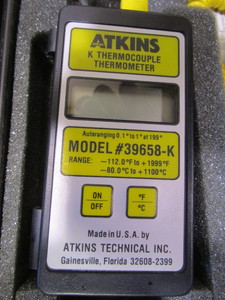 ATKINS
K THERMOCOUPLE
THERMOMETER
Autoranging 0.1° to 1° at 199°
MODEL #39658-K
RANGE: -112.0°F to +1999°F
-80.0°C to +1100°C
ON
OFF
°F
°C
Made in U.S.A. by
ATKINS TECHNICAL INC.
Gainesville, Florida 32608-2399